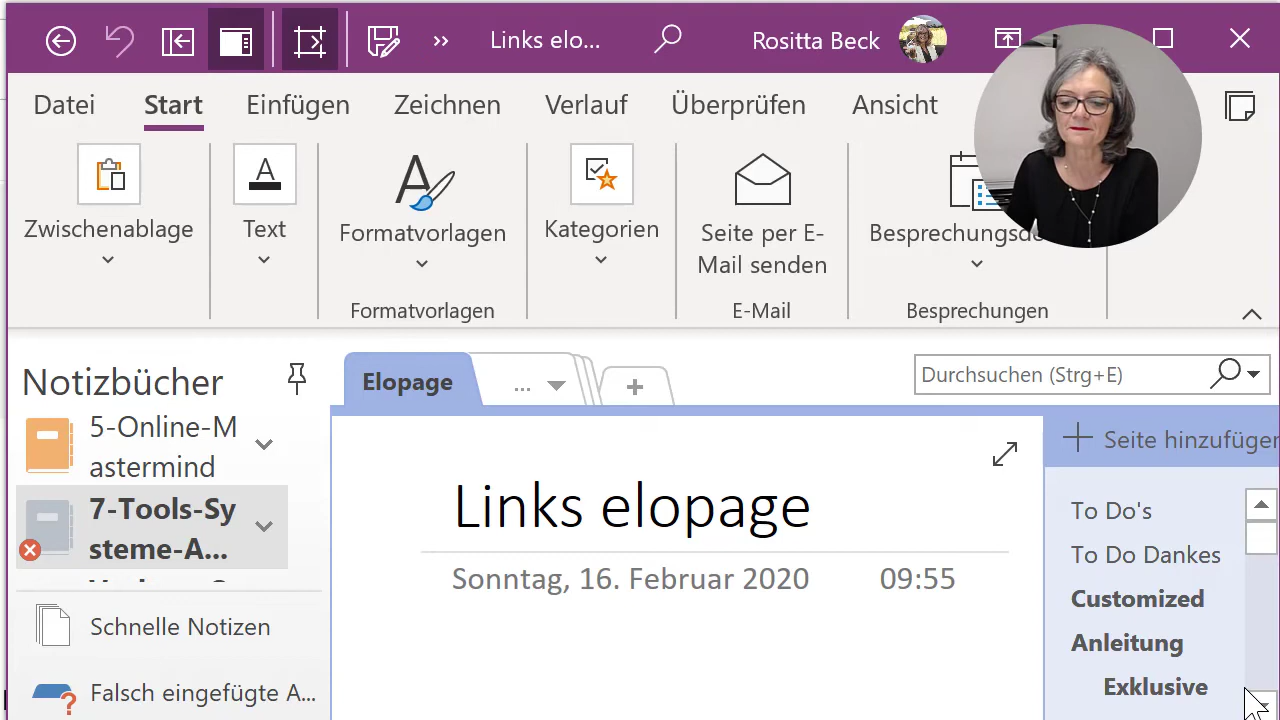 Links elo...
Rositta Beck
Datei
Start
Einfügen
Zeichnen
Verlauf
Überprüfen
Ansicht
Zwischenablage
Text
Formatvorlagen
Kategorien
Seite per E-
Mail senden
Besprechungsde
Formatvorlagen
E-Mail
Besprechungen
Notizbücher
Elopage
...
Durchsuchen (Strg+E)
5-Online-M
astermind
7-Tools-Sy
steme-A...
Schnelle Notizen
Falsch eingefügte A...
Links elopage
Sonntag, 16. Februar 2020 09:55
Seite hinzufügen
To Do's
To Do Dankes
Customized
Anleitung
Exklusive